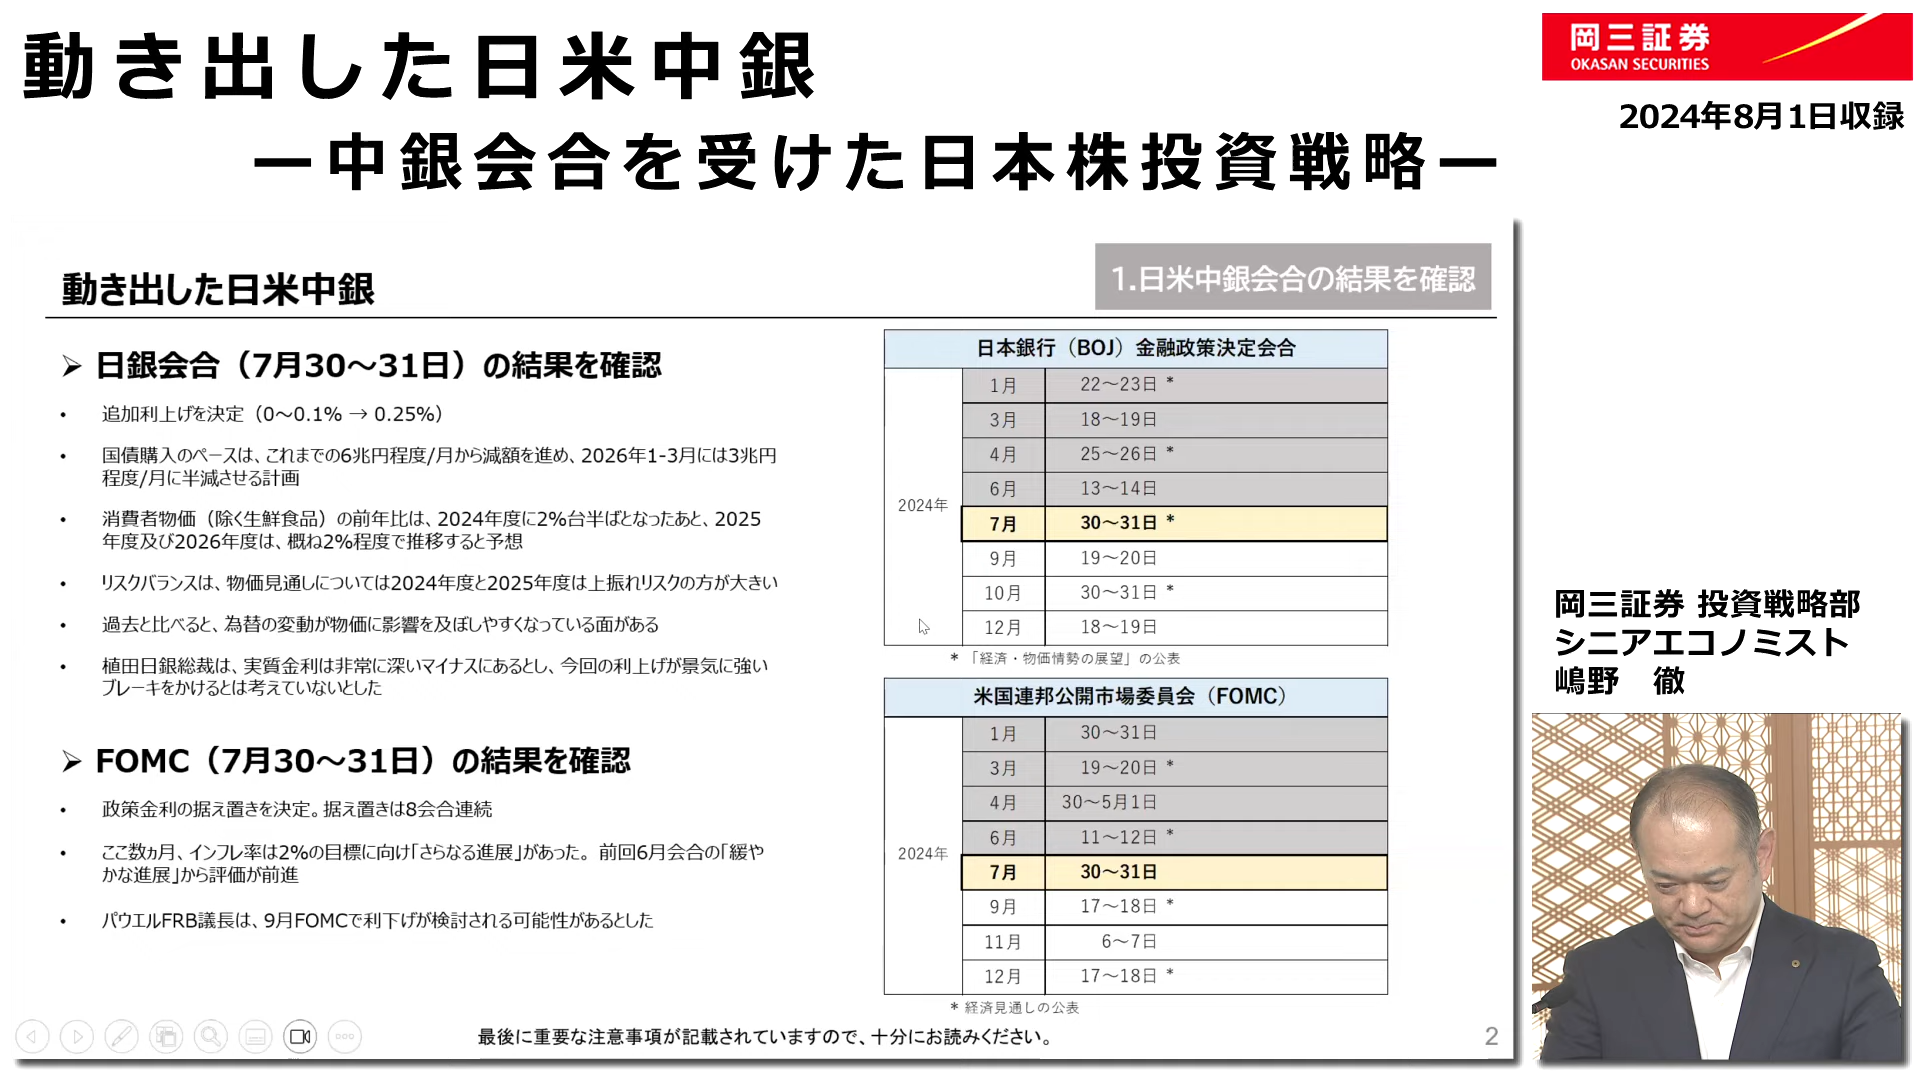 動き出した日米中銀
ー中銀会合を受けた日本株投資戦略ー
岡三証券
OKASAN SECURITIES
2024年8月1日収録
動き出した日米中銀
1.日米中銀会合の結果を確認
➢ 日銀会合（7月30～31日）の結果を確認
• 追加利上げを決定（0～0.1% → 0.25%）
• 国債購入のペースは、これまでの6兆円程度/月から減額を進め、2026年1-3月には3兆円
程度/月に半減させる計画
• 消費者物価（除く生鮮食品）の前年比は、2024年度に2%台半ばとなったあと、2025
年度及び2026年度は、概ね2%程度で推移すると予想
• リスクバランスは、物価見通しについては2024年度と2025年度は上振れリスクの方が大きい
• 過去と比べると、為替の変動が物価に影響を及ぼしやすくなっている面がある
• 植田日銀総裁は、実質金利は非常に深いマイナスにあるとし、今回の利上げが景気に強い
ブレーキをかけるとは考えていないとした
➢ FOMC（7月30～31日）の結果を確認
• 政策金利の据え置きを決定。据え置きは8会合連続
• ここ数ヵ月、インフレ率は2%の目標に向け「さらなる進展」があった。前回6月会合の「緩や
かな進展」から評価が前進
• パウエルFRB議長は、9月FOMCで利下げが検討される可能性があるとした
日本銀行（BOJ）金融政策決定会合
2024年
1月 22～23日 *
3月 18～19日
4月 25～26日 *
6月 13～14日
7月 30～31日 *
9月 19～20日
10月 30～31日 *
12月 18～19日
* 「経済・物価情勢の展望」の公表
米国連邦公開市場委員会（FOMC）
2024年
1月 30～31日
3月 19～20日 *
4月 30～5月1日
6月 11～12日 *
7月 30～31日
9月 17～18日 *
11月 6～7日
12月 17～18日 *
* 経済見通しの公表
最後に重要な注意事項が記載されていますので、十分にお読みください。
2
岡三証券 投資戦略部
シニアエコノミスト
嶋野 徹